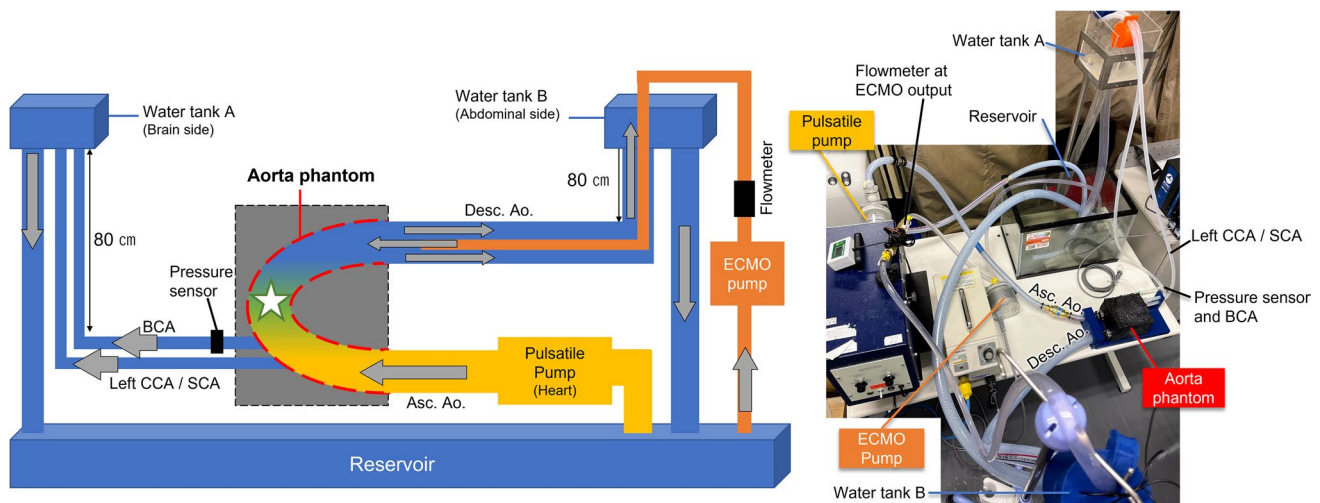 Water tank A
(Brain side)
80 ㎝
Pressure
sensor
BCA
Left CCA / SCA
Aorta phantom
Desc. Ao.
Asc. Ao.
Pulsatile
Pump
(Heart)
Water tank B
(Abdominal side)
80 ㎝
Flowmeter
ECMO
pump
Reservoir
Water tank A
Flowmeter at
ECMO output
Reservoir
Pulsatile
pump
Left CCA / SCA
Pressure sensor
and BCA
Asc. Ao.
Desc. Ao.
Aorta
phantom
ECMO
Pump
Water tank B